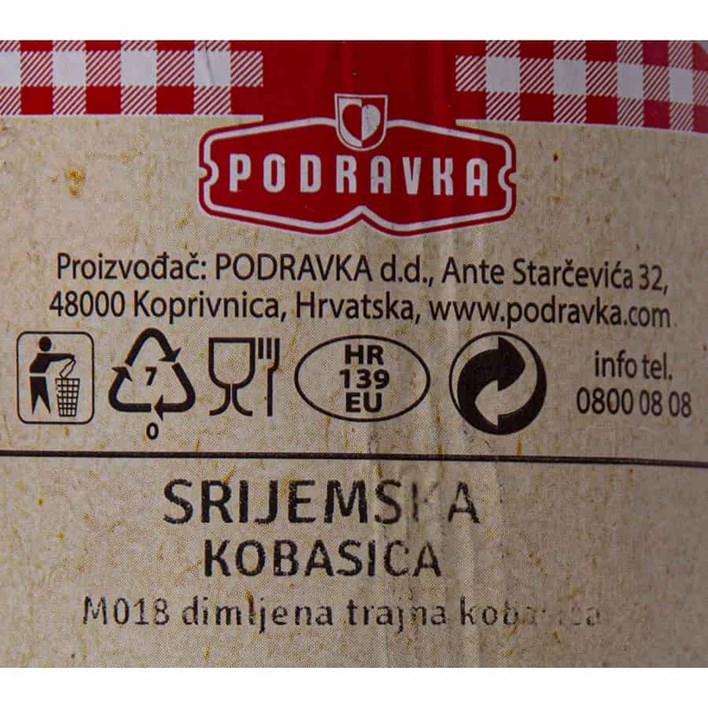 PODRAVKA
Proizvođač: PODRAVKA d.d., Ante Starčevića 32,
48000 Koprivnica, Hrvatska, www.podravka.com
7
O
HR
139
EU
info tel.
0800 08 08
SRIJEMSKA
KOBASICA
M018 dimljena trajna kobasica